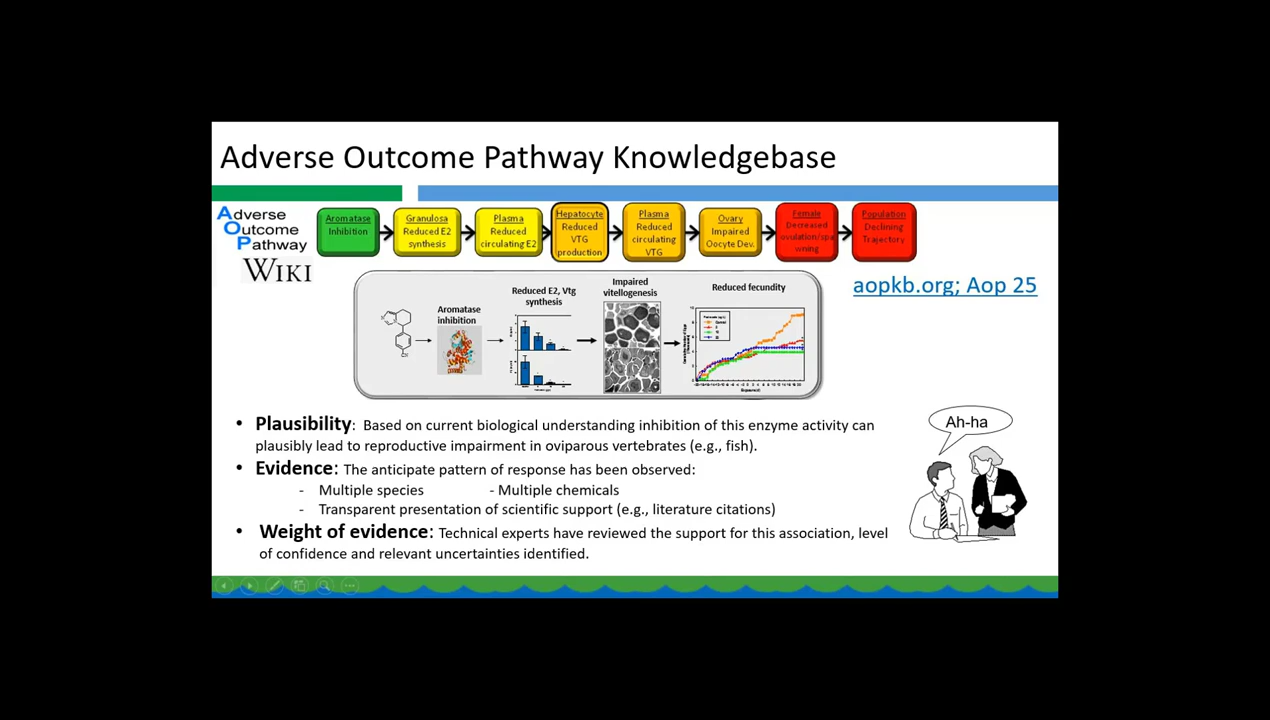 Adverse Outcome Pathway Knowledgebase
Adverse
Outcome
Pathway
WIKI
Aromatase
Inhibition
Granulosa
Reduced E2
synthesis
Plasma
Reduced
circulating E2
Hepatocyte
Reduced
VTG
production
Plasma
Reduced
circulating
VTG
Ovary
Impaired
Oocyte Dev.
Female
Decreased
ovulation/spa
wning
Population
Declining
Trajectory
aopkb.org; Aop 25
Aromatase
inhibition
Reduced E2, Vtg
synthesis
Impaired
vitellogenesis
Reduced fecundity
• Plausibility: Based on current biological understanding inhibition of this enzyme activity can
plausibly lead to reproductive impairment in oviparous vertebrates (e.g., fish).
• Evidence: The anticipate pattern of response has been observed:
- Multiple species - Multiple chemicals
- Transparent presentation of scientific support (e.g., literature citations)
• Weight of evidence: Technical experts have reviewed the support for this association, level
of confidence and relevant uncertainties identified.
Ah-ha